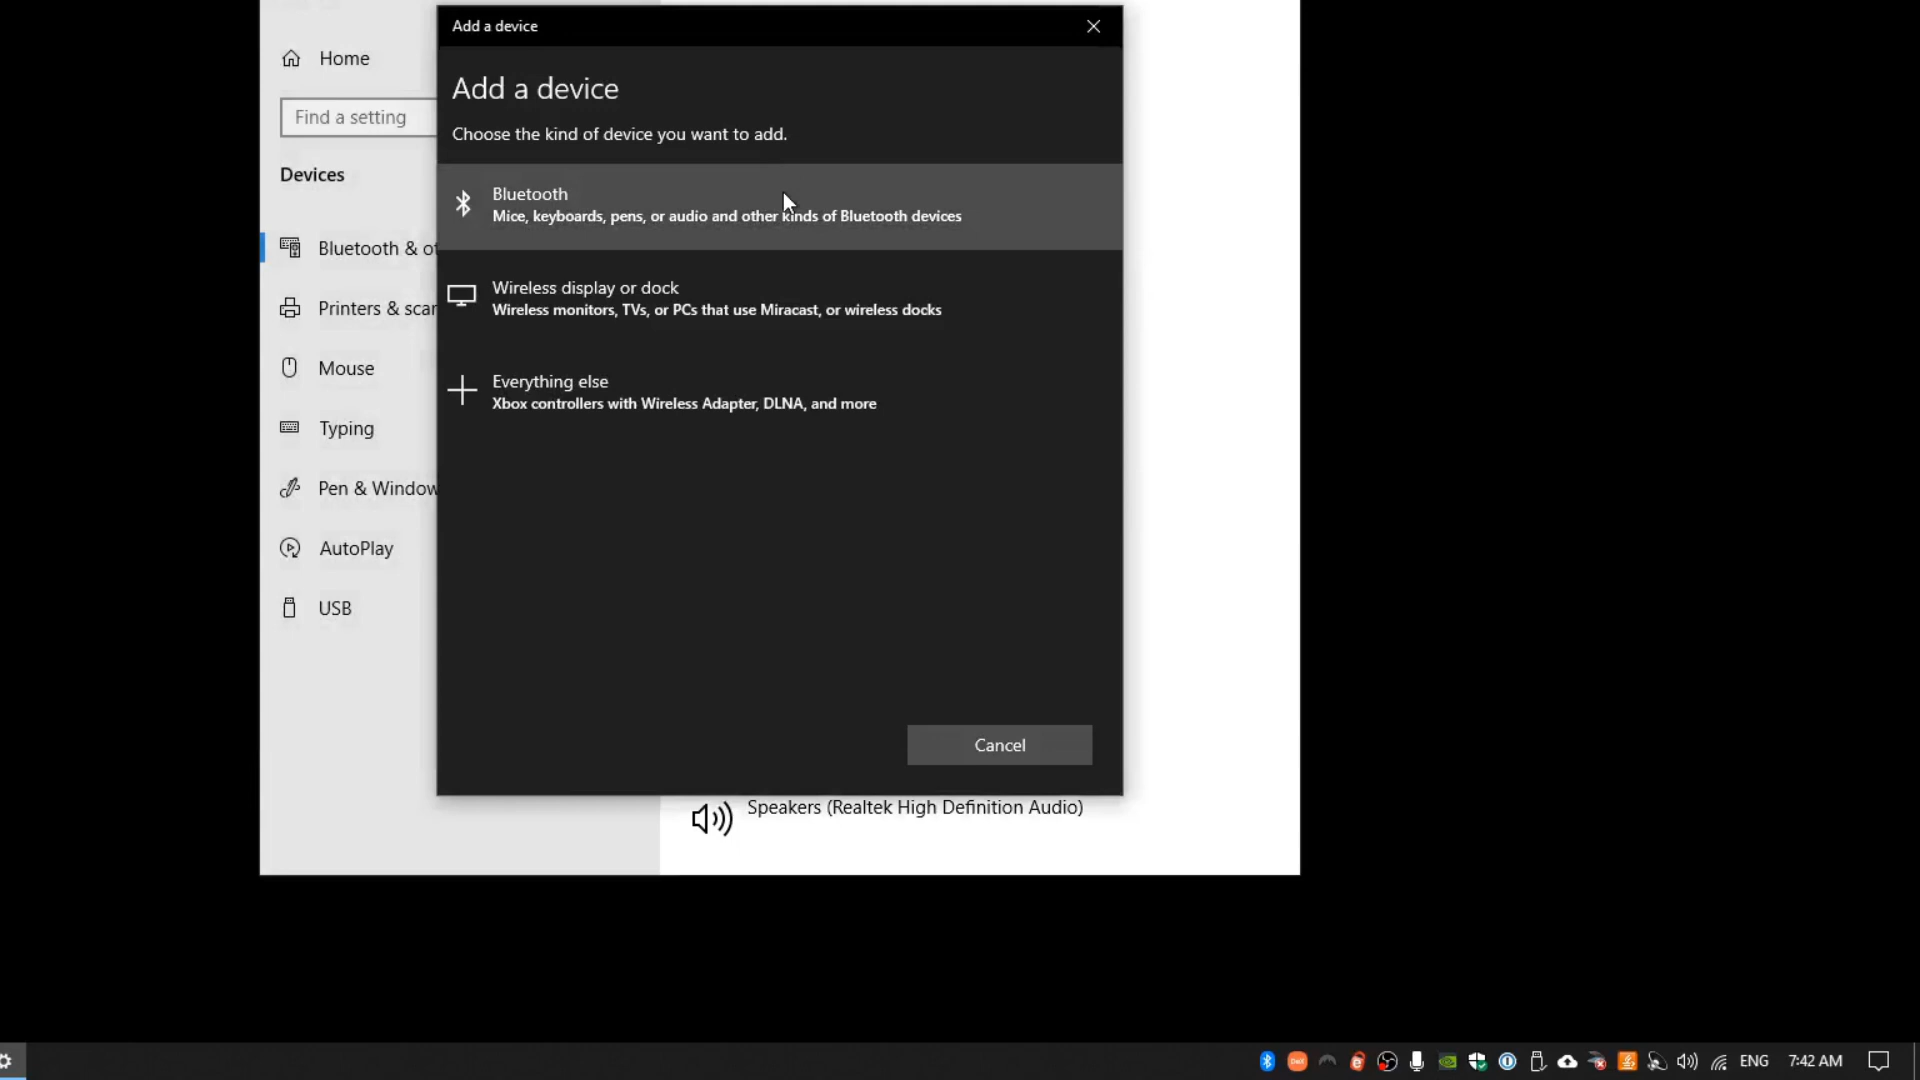 Add a device
Home
Add a device
Find a setting
Choose the kind of device you want to add.
Devices
Bluetooth
Mice, keyboards, pens, or audio and other kinds of Bluetooth devices
Bluetooth & ot
Wireless display or dock
Wireless monitors, TVs, or PCs that use Miracast, or wireless docks
Printers & scar
Mouse
Everything else
Xbox controllers with Wireless Adapter, DLNA, and more
Typing
Pen & Window
AutoPlay
USB
Cancel
Speakers (Realtek High Definition Audio)
DeX
ENG
7:42 AM